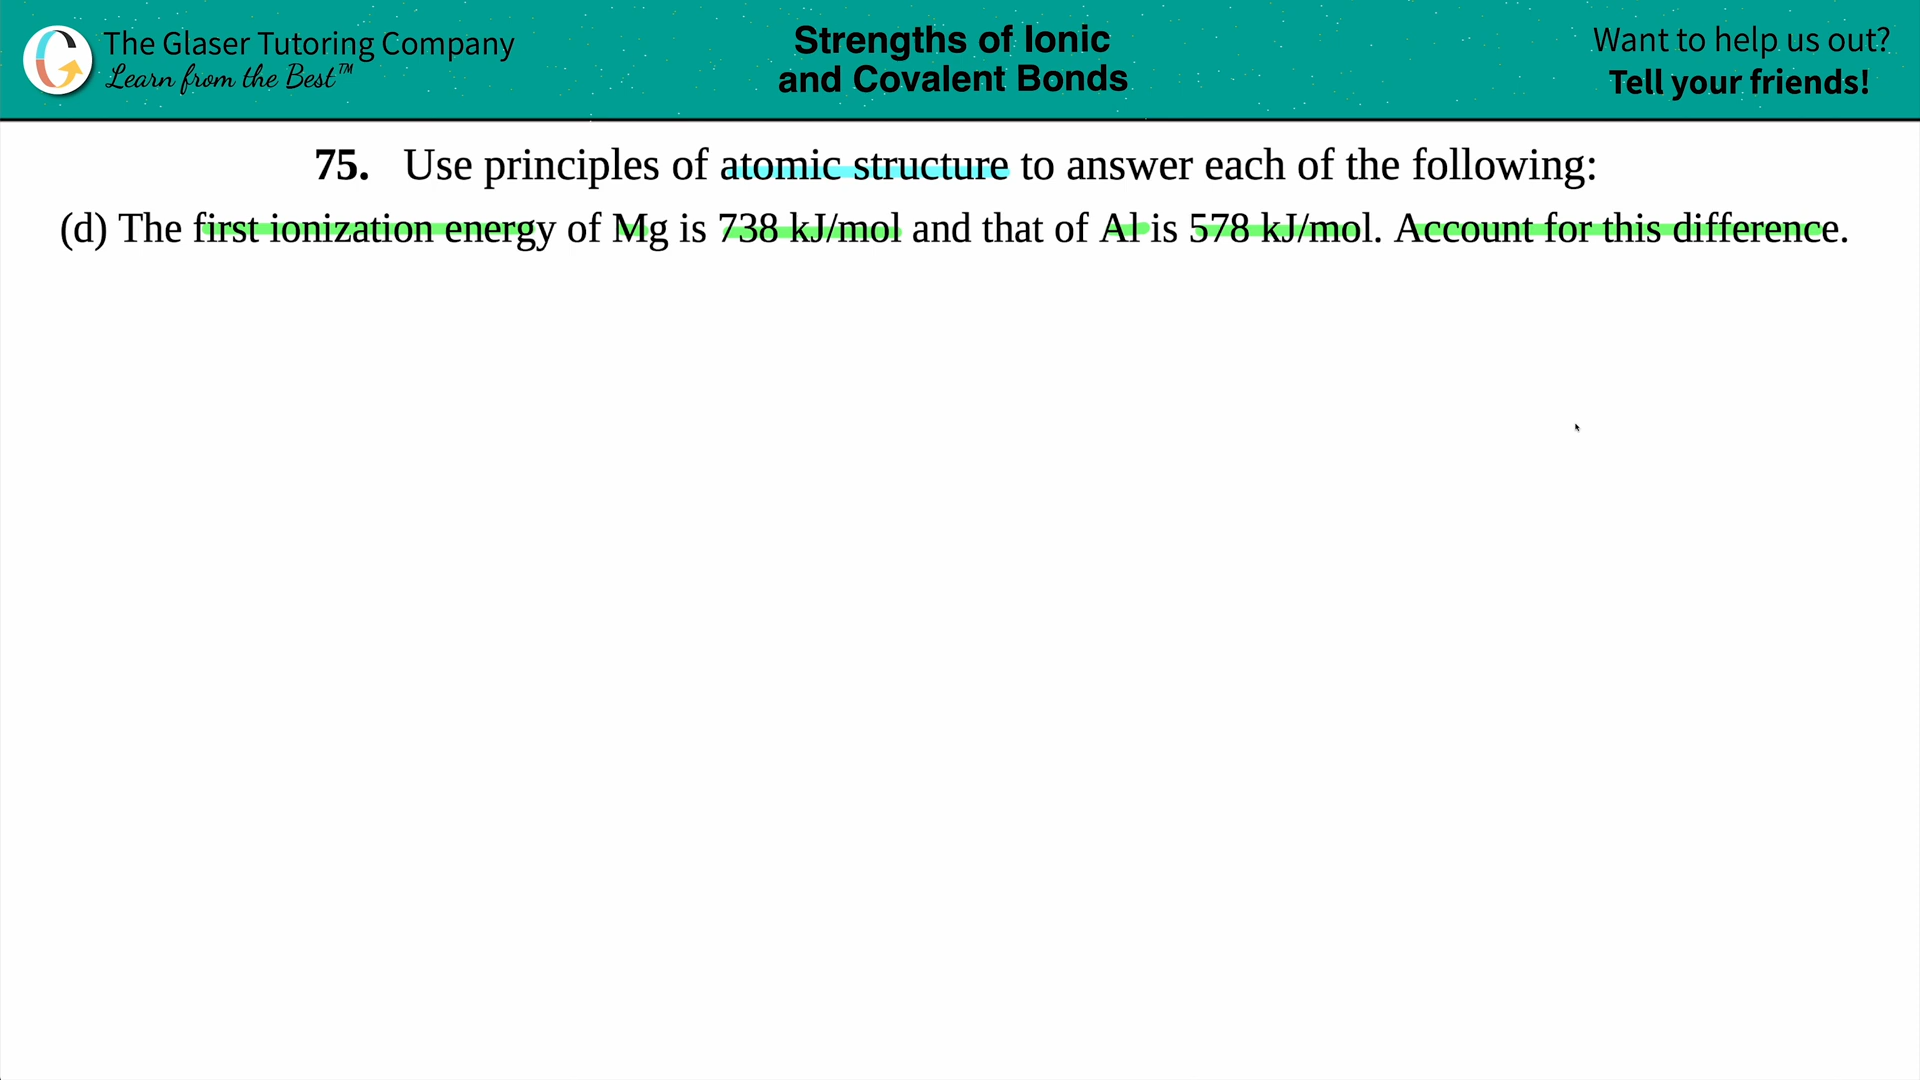 The Glaser Tutoring Company
Learn from the Best™
Strengths of Ionic
and Covalent Bonds
Want to help us out?
Tell your friends!
75. Use principles of atomic structure to answer each of the following:
(d) The first ionization energy of Mg is 738 kJ/mol and that of Al is 578 kJ/mol. Account for this difference.